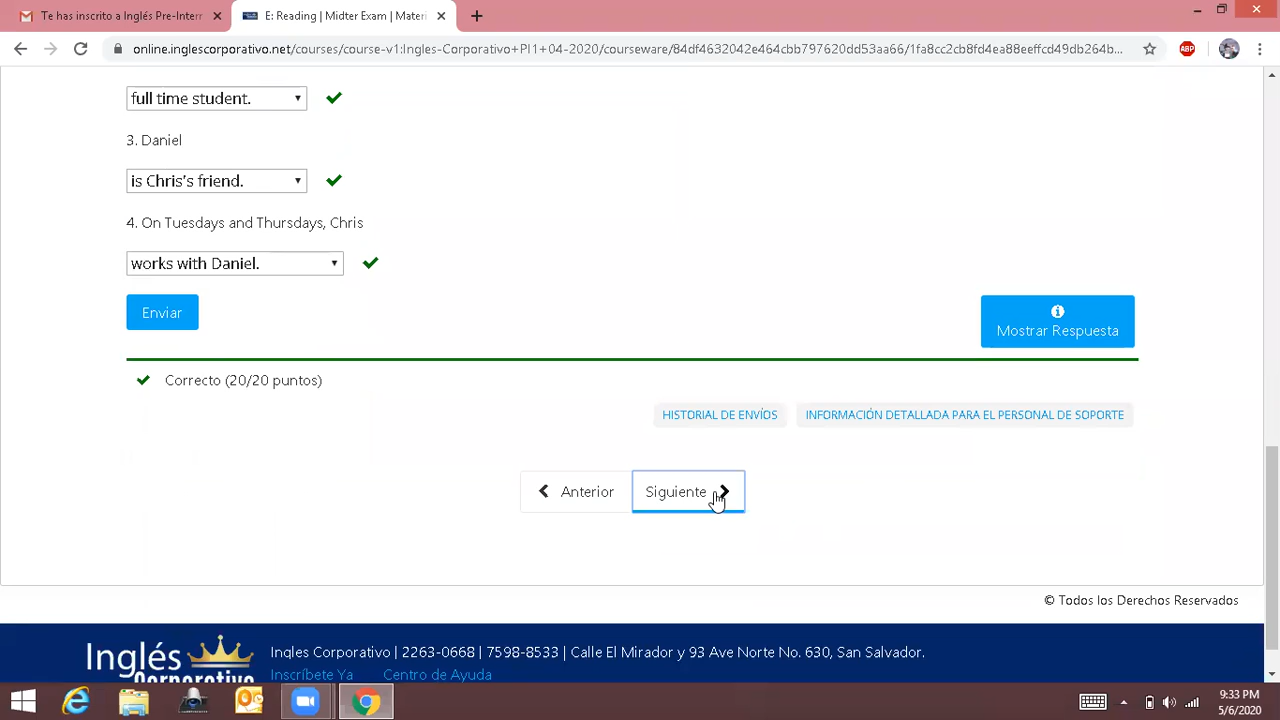 Te has inscrito a Inglés Pre-Inter
E: Reading | Midter Exam | Materi
online.inglescorporativo.net/courses/course-v1:Ingles-Corporativo+PI1+04-2020/courseware/84df4632042e464cbb797620dd53aa66/1fa8cc2cb8fd4ea88eeffcd49db264b...
ABP
full time student.
3. Daniel
is Chris's friend.
4. On Tuesdays and Thursdays, Chris
works with Daniel.
Enviar
Mostrar Respuesta
Correcto (20/20 puntos)
HISTORIAL DE ENVÍOS
INFORMACIÓN DETALLADA PARA EL PERSONAL DE SOPORTE
Anterior
Siguiente
© Todos los Derechos Reservados
Inglés
Corporativo
Ingles Corporativo | 2263-0668 | 7598-8533 | Calle El Mirador y 93 Ave Norte No. 630, San Salvador.
Inscríbete Ya
Centro de Ayuda
9:33 PM
5/6/2020